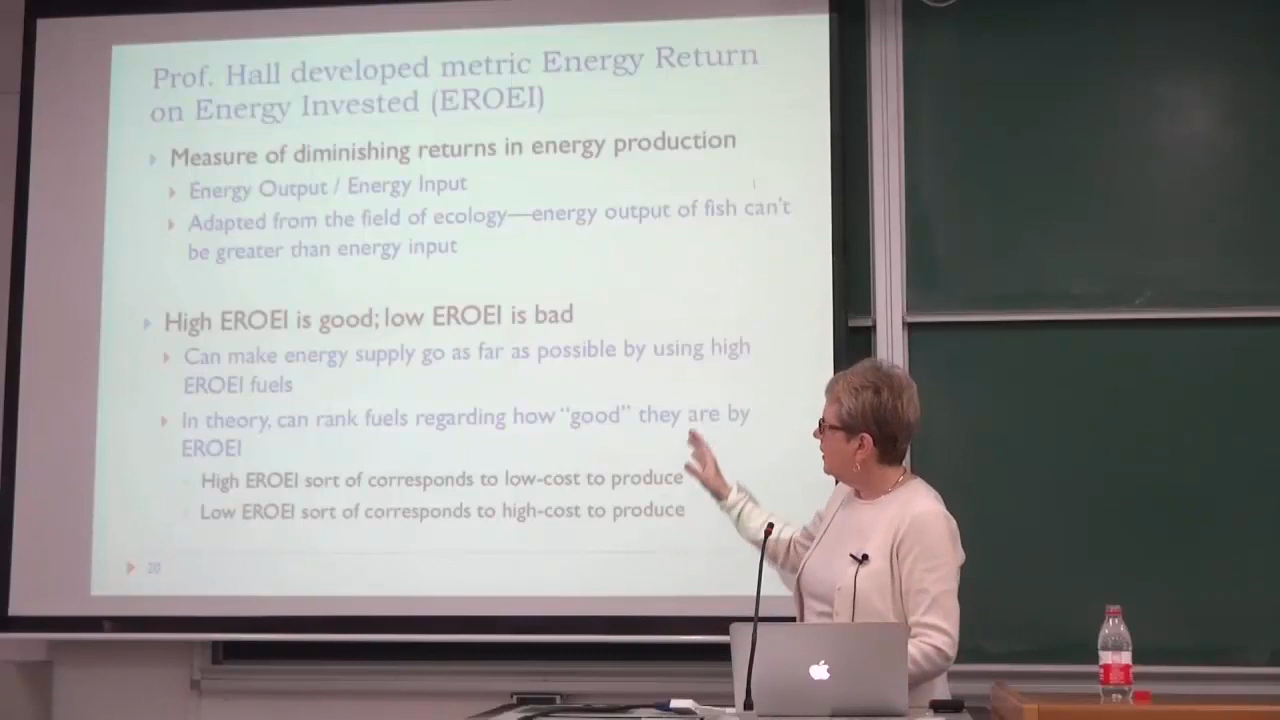 Prof. Hall developed metric Energy Return
on Energy Invested (EROEI)
Measure of diminishing returns in energy production
Energy Output / Energy Input
Adapted from the field of ecology—energy output of fish can't
be greater than energy input
High EROEI is good; low EROEI is bad
Can make energy supply go as far as possible by using high
EROEI fuels
In theory, can rank fuels regarding how “good” they are by
EROEI
High EROEI sort of corresponds to low-cost to produce
Low EROEI sort of corresponds to high-cost to produce
20